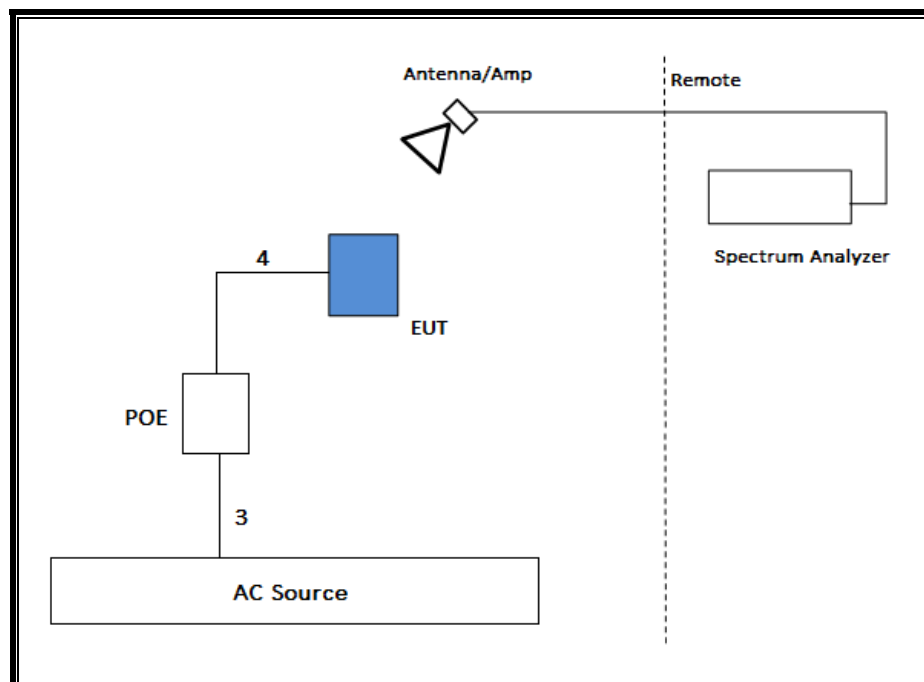 Antenna/Amp
Remote
Spectrum Analyzer
4
EUT
POE
3
AC Source